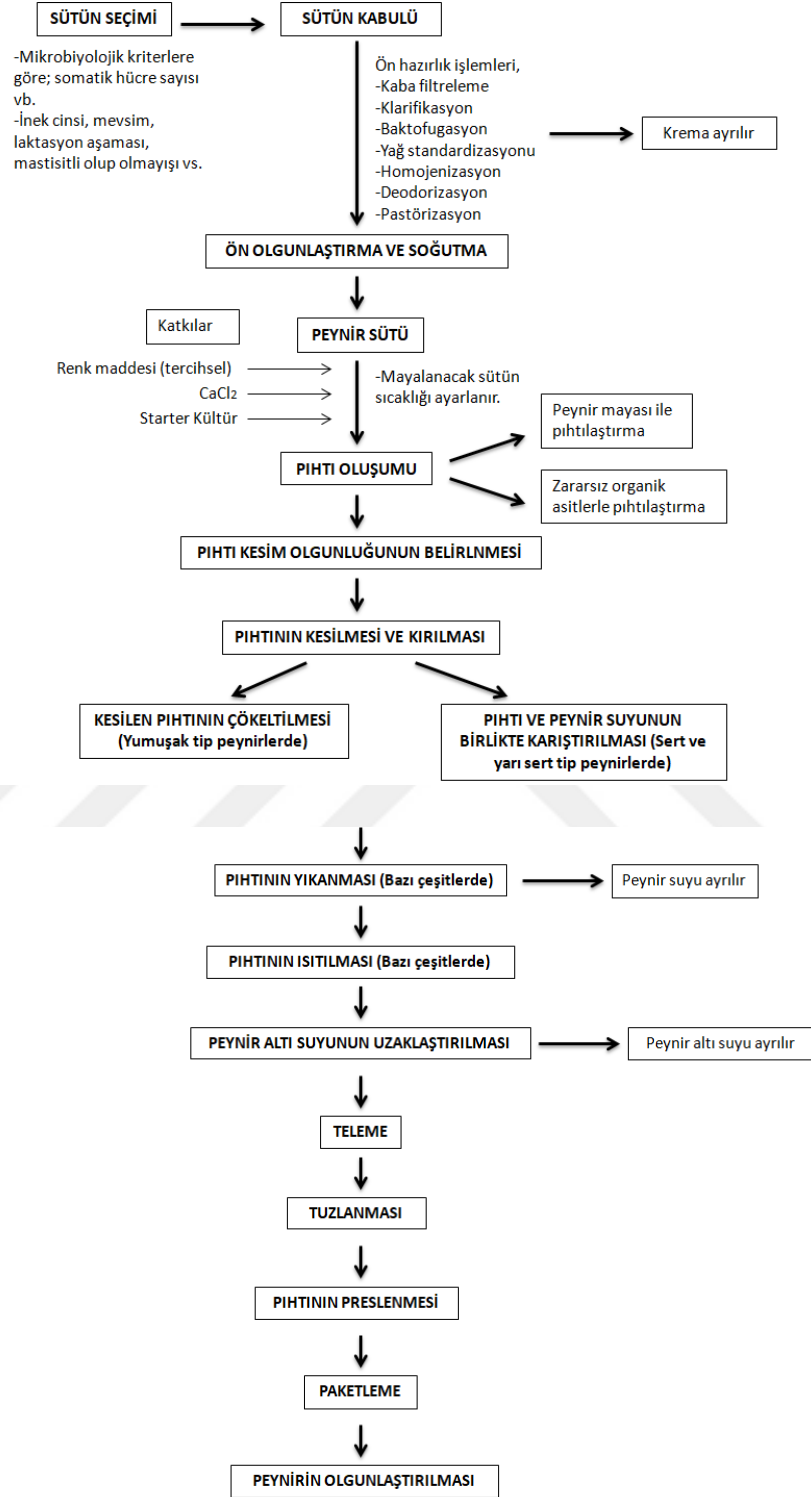 SÜTÜN SEÇİMİ
SÜTÜN KABULÜ
-Mikrobiyolojik kriterlere
göre; somatik hücre sayısı
vb.
-İnek cinsi, mevsim,
laktasyon aşaması,
mastisitli olup olmayışı vs.
Ön hazırlık işlemleri,
-Kaba filtreleme
-Klarifikasyon
-Baktofugasyon
-Yağ standardizasyonu
-Homojenizasyon
-Deodorizasyon
-Pastörizasyon
Krema ayrılır
ÖN OLGUNLAŞTIRMA VE SOĞUTMA
Katkılar
PEYNİR SÜTÜ
Renk maddesi (tercihsel)
CaCl2
Starter Kültür
-Mayalanacak sütün
sıcaklığı ayarlanır.
Peynir mayası ile
pıhtılaştırma
PIHTI OLUŞUMU
Zararsız organik
asitlerle pıhtılaştırma
PIHTI KESİM OLGUNLUĞUNUN BELİRLNMESİ
PIHTININ KESİLMESİ VE KIRILMASI
KESİLEN PIHTININ ÇÖKELTİLMESİ
(Yumuşak tip peynirlerde)
PIHTI VE PEYNİR SUYUNUN
BİRLİKTE KARIŞTIRILMASI (Sert ve
yarı sert tip peynirlerde)
PIHTININ YIKANMASI (Bazı çeşitlerde)
Peynir suyu ayrılır
PIHTININ ISITILMASI (Bazı çeşitlerde)
PEYNİR ALTI SUYUNUN UZAKLAŞTIRILMASI
Peynir altı suyu ayrılır
TELEME
TUZLANMASI
PIHTININ PRESLENMESİ
PAKETLEME
PEYNİRİN OLGUNLAŞTIRILMASI